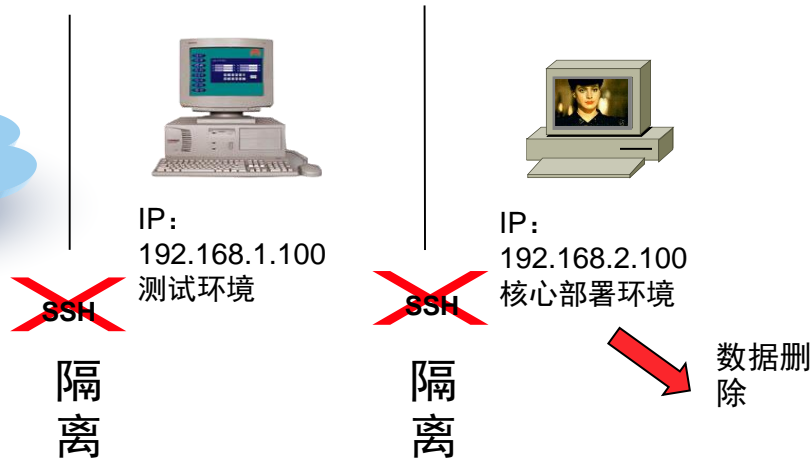 IP：
192.168.1.100
测试环境
SSH
隔
离
IP：
192.168.2.100
核心部署环境
SSH
隔
离
数据删
除